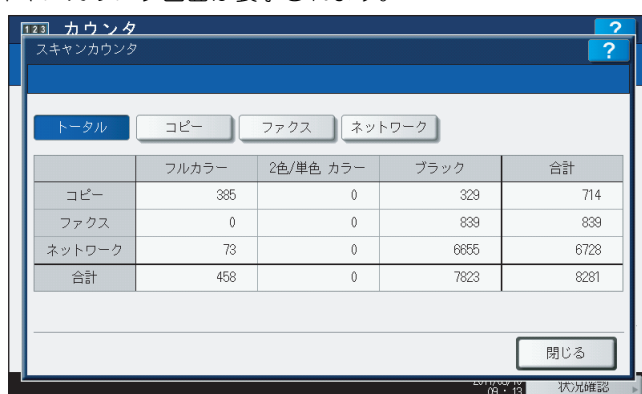 123 カウンタ ?
スキャンカウンタ ?
トータル コピー ファクス ネットワーク
フルカラー 2色/単色 カラー ブラック 合計
コピー 385 0 329 714
ファクス 0 0 839 839
ネットワーク 73 0 6655 6728
合計 458 0 7823 8281
閉じる
09 : 13 状況確認